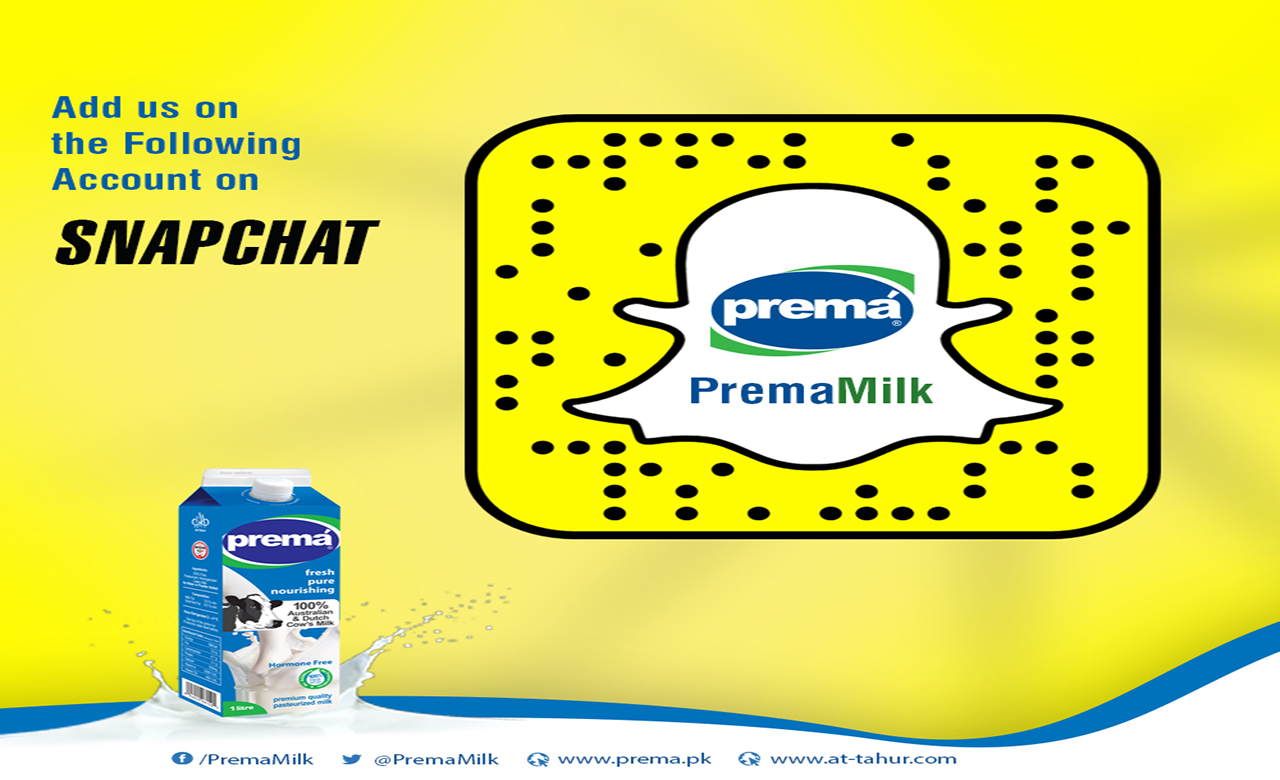 Add us on
the Following
Account on
SNAPCHAT
premá
®
PremaMilk
premá
fresh
pure
nourishing
100%
Australian
& Dutch
Cow's Milk
Hormone Free
100%
premium quality
pasteurized milk
1 litre
/PremaMilk
@PremaMilk
www.prema.pk
www.at-tahur.com